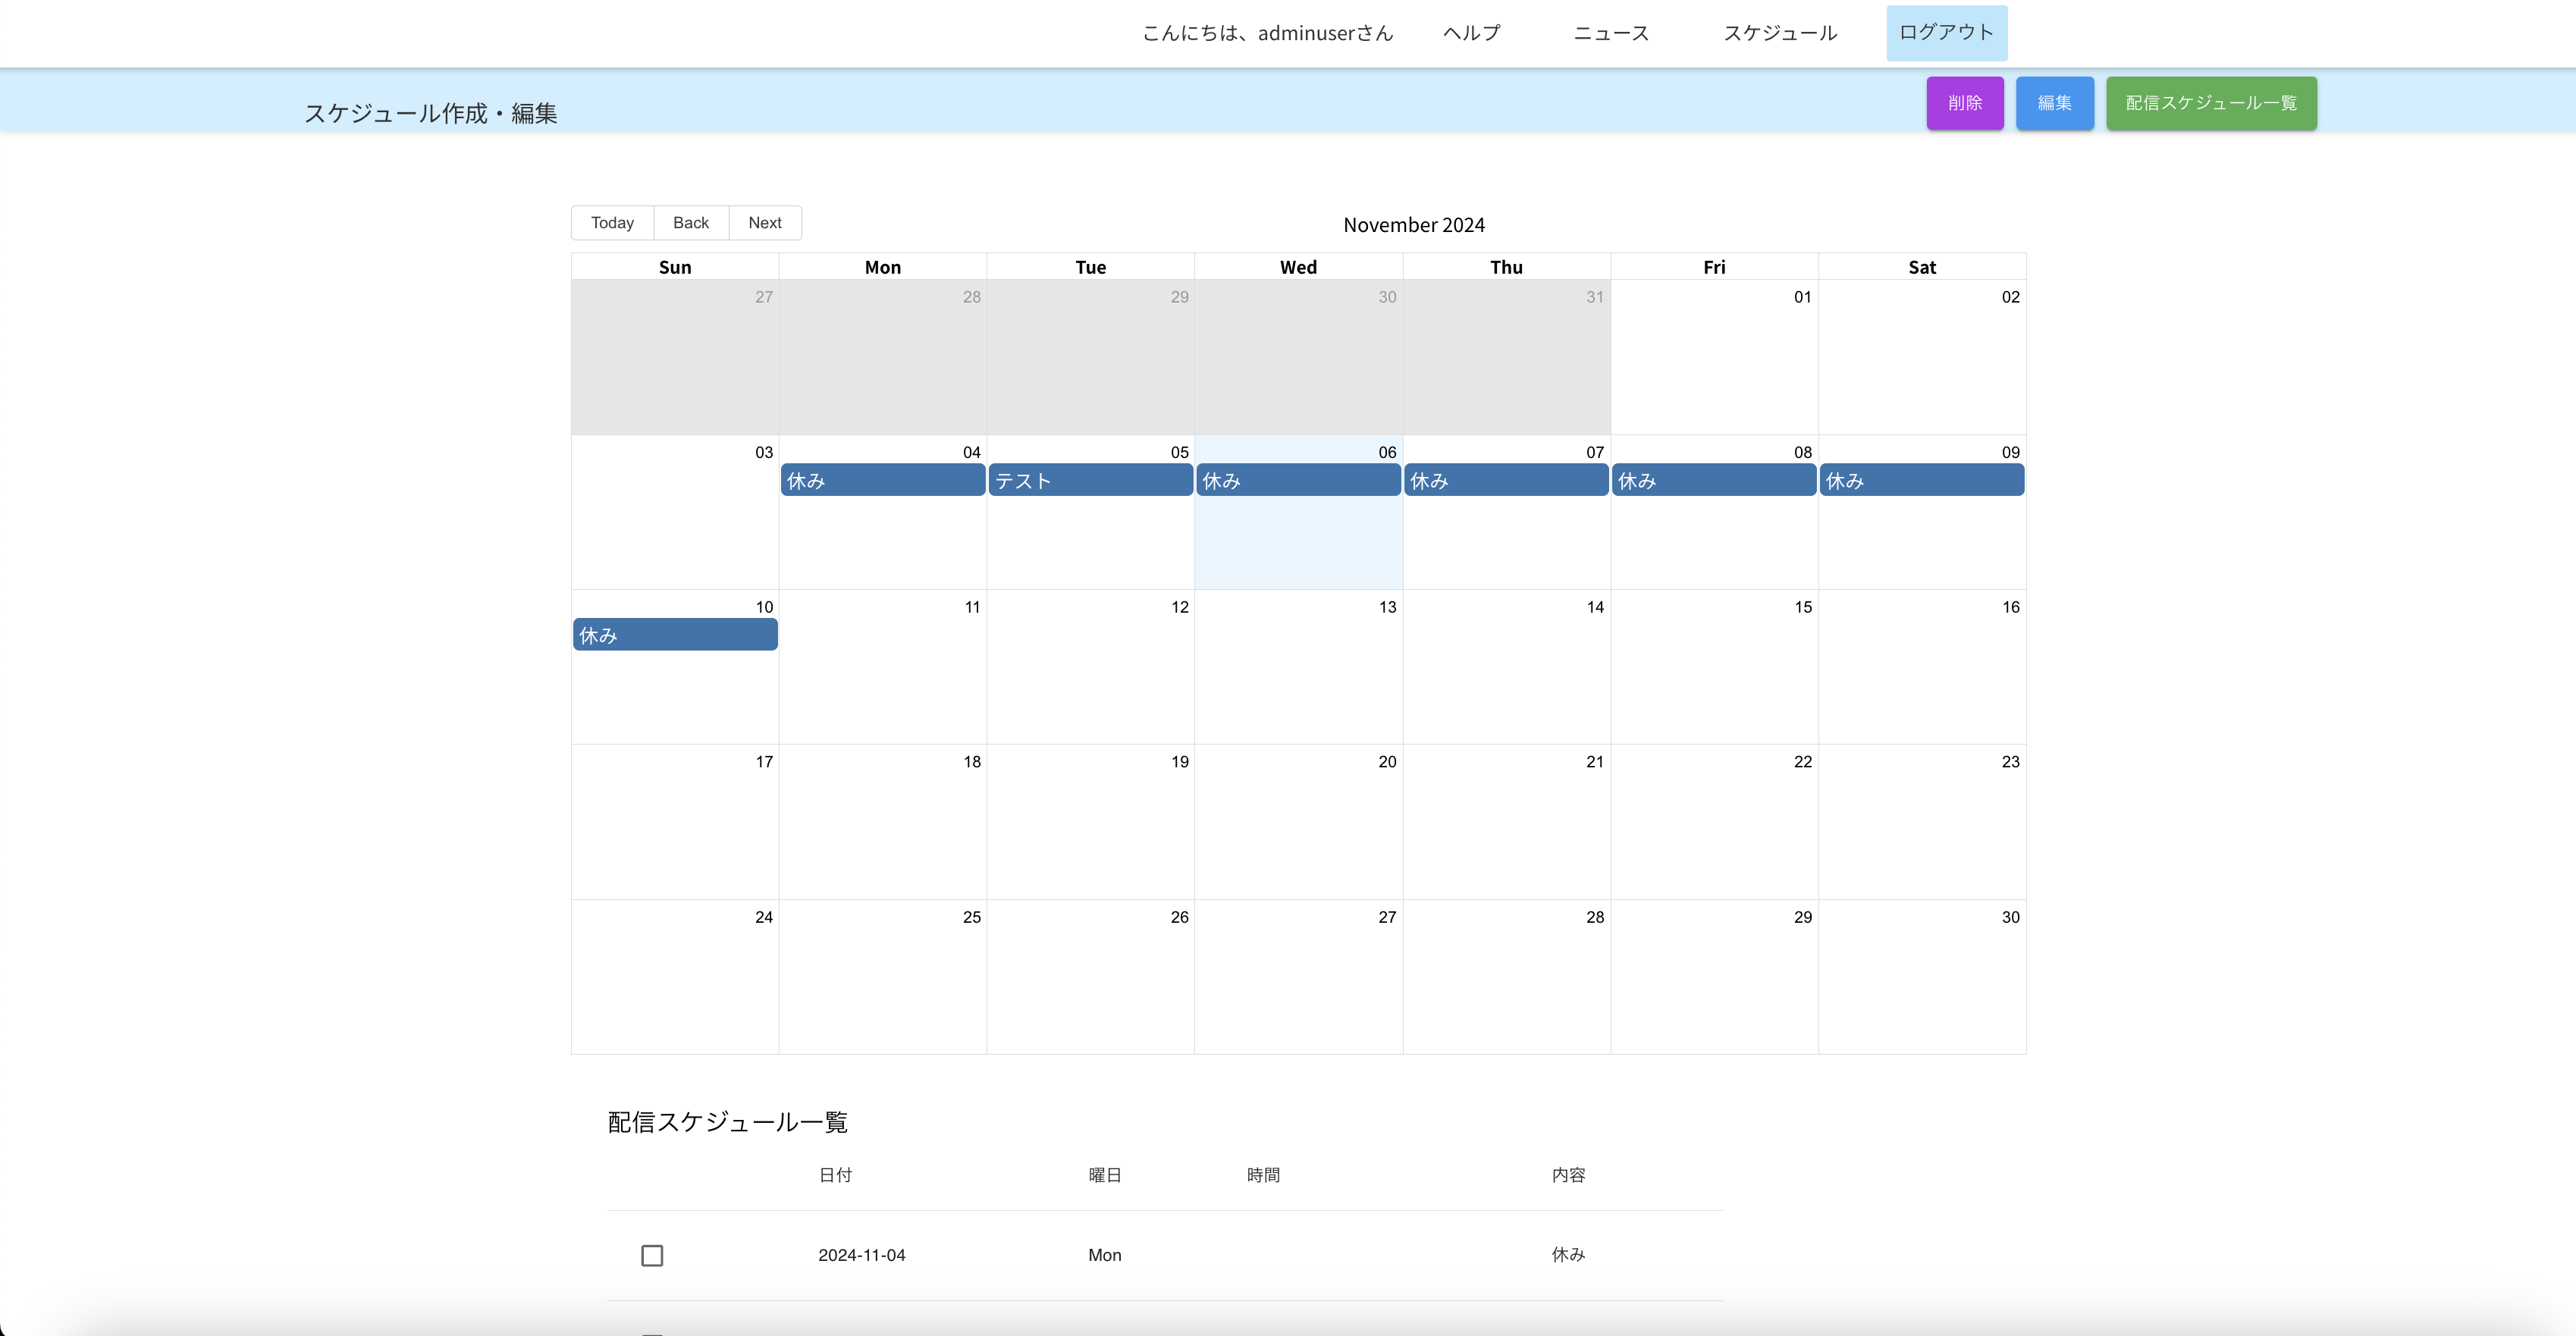 こんにちは、adminuserさん ヘルプ ニュース スケジュール ログアウト
スケジュール作成・編集 削除 編集 配信スケジュール一覧
Today Back Next November 2024
Sun Mon Tue Wed Thu Fri Sat
27 28 29 30 31 01 02
03 04 05 06 07 08 09
休み テスト 休み 休み 休み 休み
10 11 12 13 14 15 16
休み
17 18 19 20 21 22 23
24 25 26 27 28 29 30
配信スケジュール一覧
日付 曜日 時間 内容
2024-11-04 Mon 休み